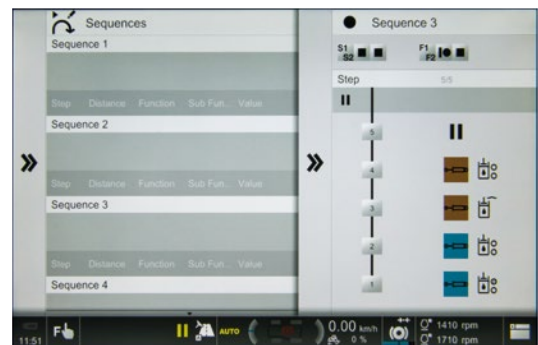 Sequences
Sequence 1
Step Distance Function Sub Fun... Value
Sequence 2
Step Distance Function Sub Fun... Value
Sequence 3
Step Distance Function Sub Fun... Value
Sequence 4
Sequence 3
S1 S2
F1 F2
Step 5/5
5
4
3
2
1
11:51
F
AUTO
0.00 km/h
0 %
1410 rpm
1710 rpm